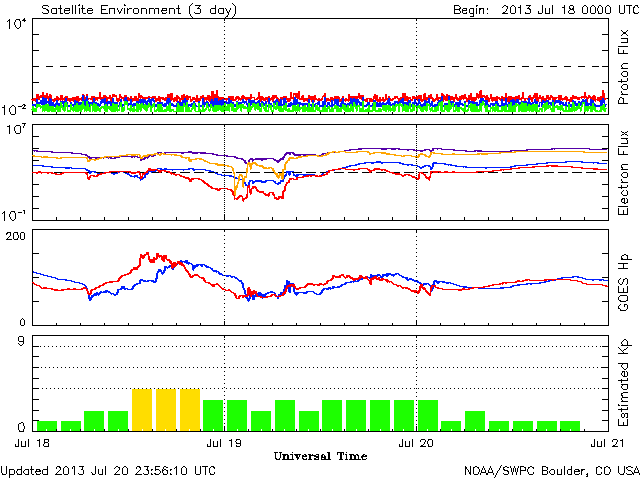 Satellite Environment (3 day) Begin: 2013 Jul 18 0000 UTC
10^4
Proton Flux
10^-2
10^7
Electron Flux
10^-1
200
GOES Hp
0
9
Estimated Kp
0
Jul 18 Jul 19 Jul 20 Jul 21
Universal Time
Updated 2013 Jul 20 23:56:10 UTC NOAA/SWPC Boulder, CO USA